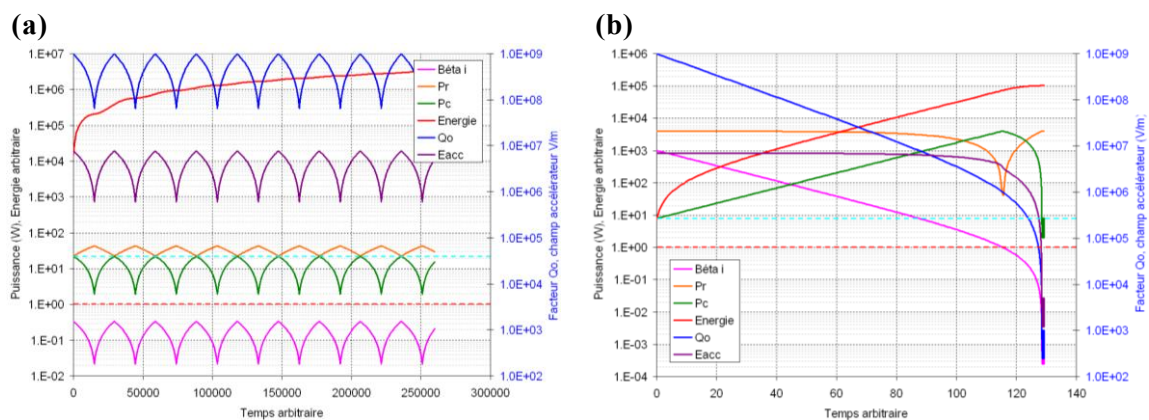 (a)
Puissance (W), Energie arbitraire
1.E+07
1.E+06
1.E+05
1.E+04
1.E+03
1.E+02
1.E+01
1.E+00
1.E-01
1.E-02
0
50000
100000
150000
200000
250000
300000
Temps arbitraire
1.0E+09
1.0E+08
1.0E+07
1.0E+06
1.0E+05
1.0E+04
1.0E+03
1.0E+02
Facteur Qo, champ accélérateur V/m
Béta i
Pr
Pc
Energie
Qo
Eacc
(b)
Puissance (W), Energie arbitraire
1.E+06
1.E+05
1.E+04
1.E+03
1.E+02
1.E+01
1.E+00
1.E-01
1.E-02
1.E-03
1.E-04
0
20
40
60
80
100
120
140
Temps arbitraire
1.0E+09
1.0E+08
1.0E+07
1.0E+06
1.0E+05
1.0E+04
1.0E+03
1.0E+02
Facteur Qo, champ accélérateur (V/m)
Béta i
Pr
Pc
Energie
Qo
Eacc